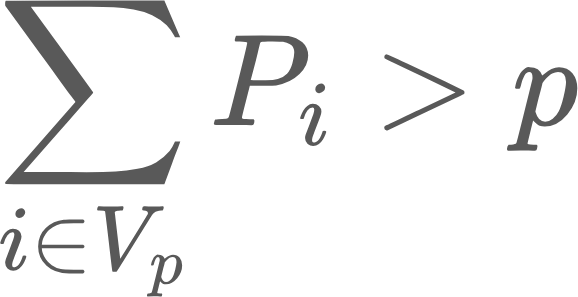 ∑ P_i > p
i∈V_p